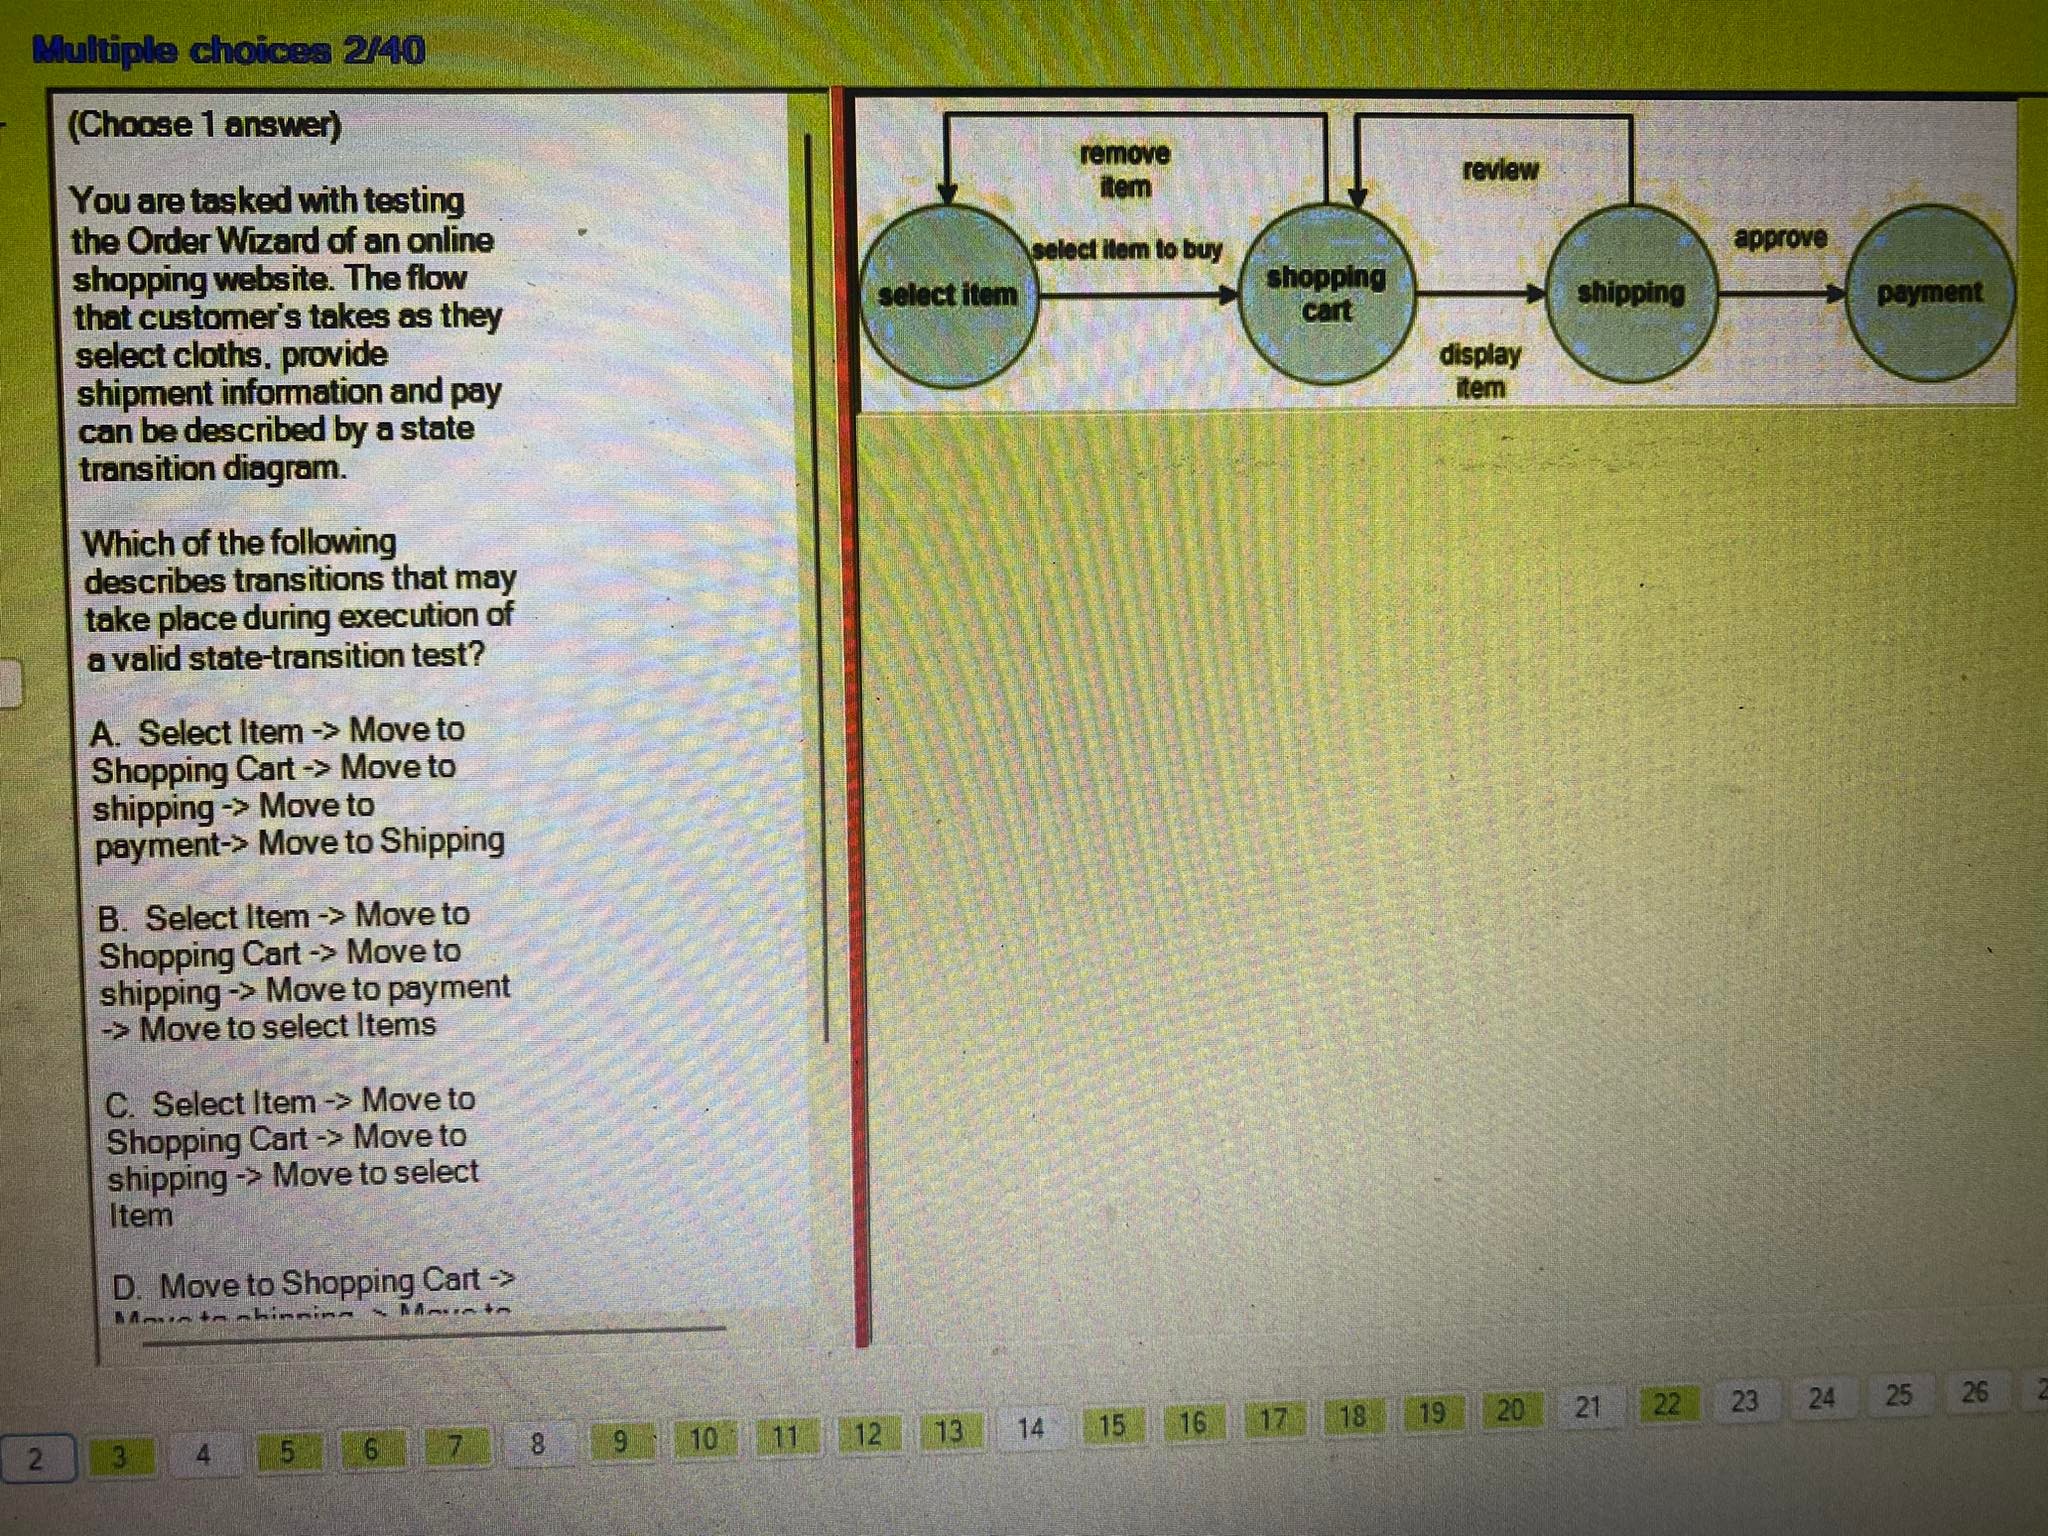 Multiple choices 2/40
(Choose 1 answer)
You are tasked with testing
the Order Wizard of an online
shopping website. The flow
that customer's takes as they
select cloths, provide
shipment information and pay
can be described by a state
transition diagram.
Which of the following
describes transitions that may
take place during execution of
a valid state-transition test?
A. Select Item -> Move to
Shopping Cart -> Move to
shipping -> Move to
payment-> Move to Shipping
B. Select Item -> Move to
Shopping Cart -> Move to
shipping -> Move to payment
-> Move to select Items
C. Select Item -> Move to
Shopping Cart -> Move to
shipping -> Move to select
Item
D. Move to Shopping Cart ->
Move to shipping -> Move to
remove
item
review
select item to buy
approve
select item
shopping
cart
shipping
payment
display
item
2 3 4 5 6 7 8 9 10 11 12 13 14 15 16 17 18 19 20 21 22 23 24 25 26